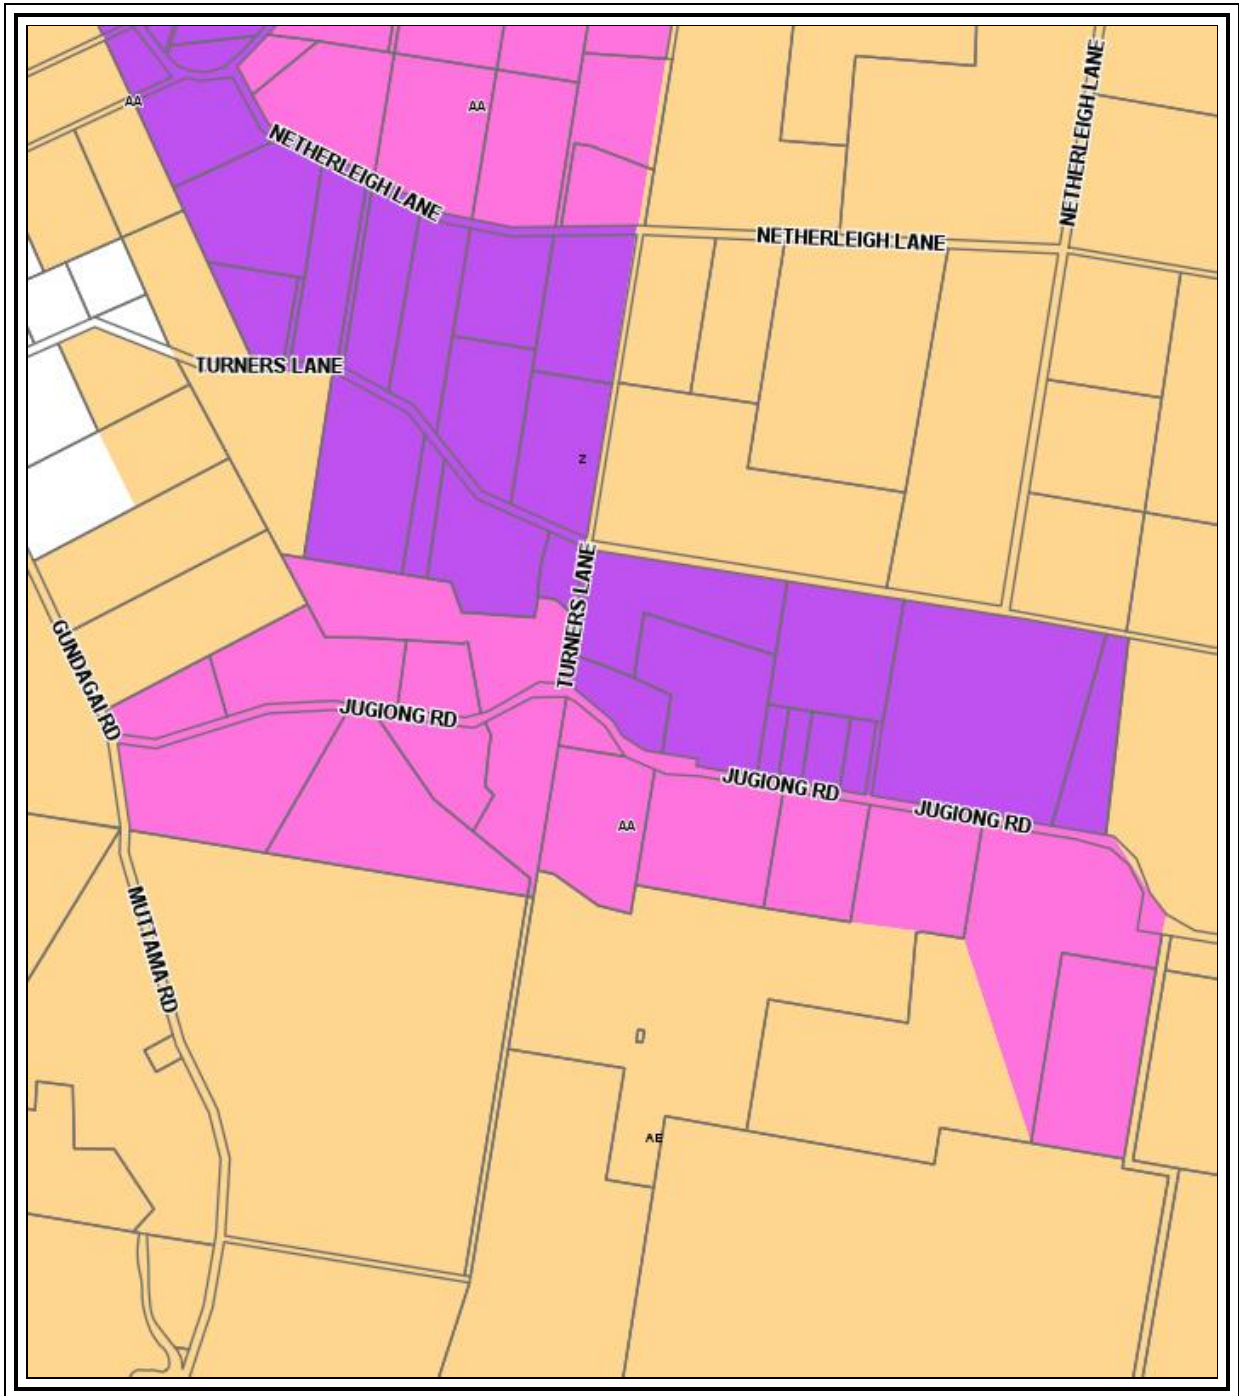 NETHERLEIGH LANE
AA
AA
NETHERLEIGH LANE
NETHERLEIGH LANE
TURNERS LANE
Z
TURNERS LANE
GUNDAGAI RD
JUGIONG RD
JUGIONG RD
JUGIONG RD
AA
MUTTAMA RD
AE